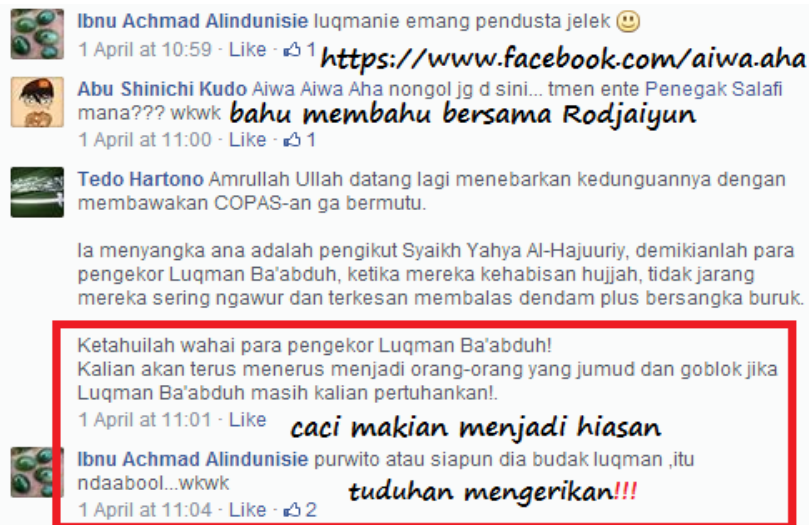 Ibnu Achmad Alindunisie luqmanie emang pendusta jelek
1 April at 10:59 · Like · 1 https://www.facebook.com/aiwa.aha
Abu Shinichi Kudo Aiwa Aiwa Aha nongol jg d sini... tmen ente Penegak Salafi
mana??? wkwk bahu membahu bersama Rodjaiyun
1 April at 11:00 · Like · 1
Tedo Hartono Amrullah Ullah datang lagi menebarkan kedunguannya dengan
membawakan COPAS-an ga bermutu.
Ia menyangka ana adalah pengikut Syaikh Yahya Al-Hajuuriy, demikianlah para
pengekor Luqman Ba'abduh, ketika mereka kehabisan hujjah, tidak jarang
mereka sering ngawur dan terkesan membalas dendam plus bersangka buruk.
Ketahuilah wahai para pengekor Luqman Ba'abduh!
Kalian akan terus menerus menjadi orang-orang yang jumud dan goblok jika
Luqman Ba'abduh masih kalian pertuhankan!.
1 April at 11:01 · Like
caci makian menjadi hiasan
Ibnu Achmad Alindunisie purwito atau siapun dia budak luqman ,itu
ndaabool...wkwk
tuduhan mengerikan!!!
1 April at 11:04 · Like · 2